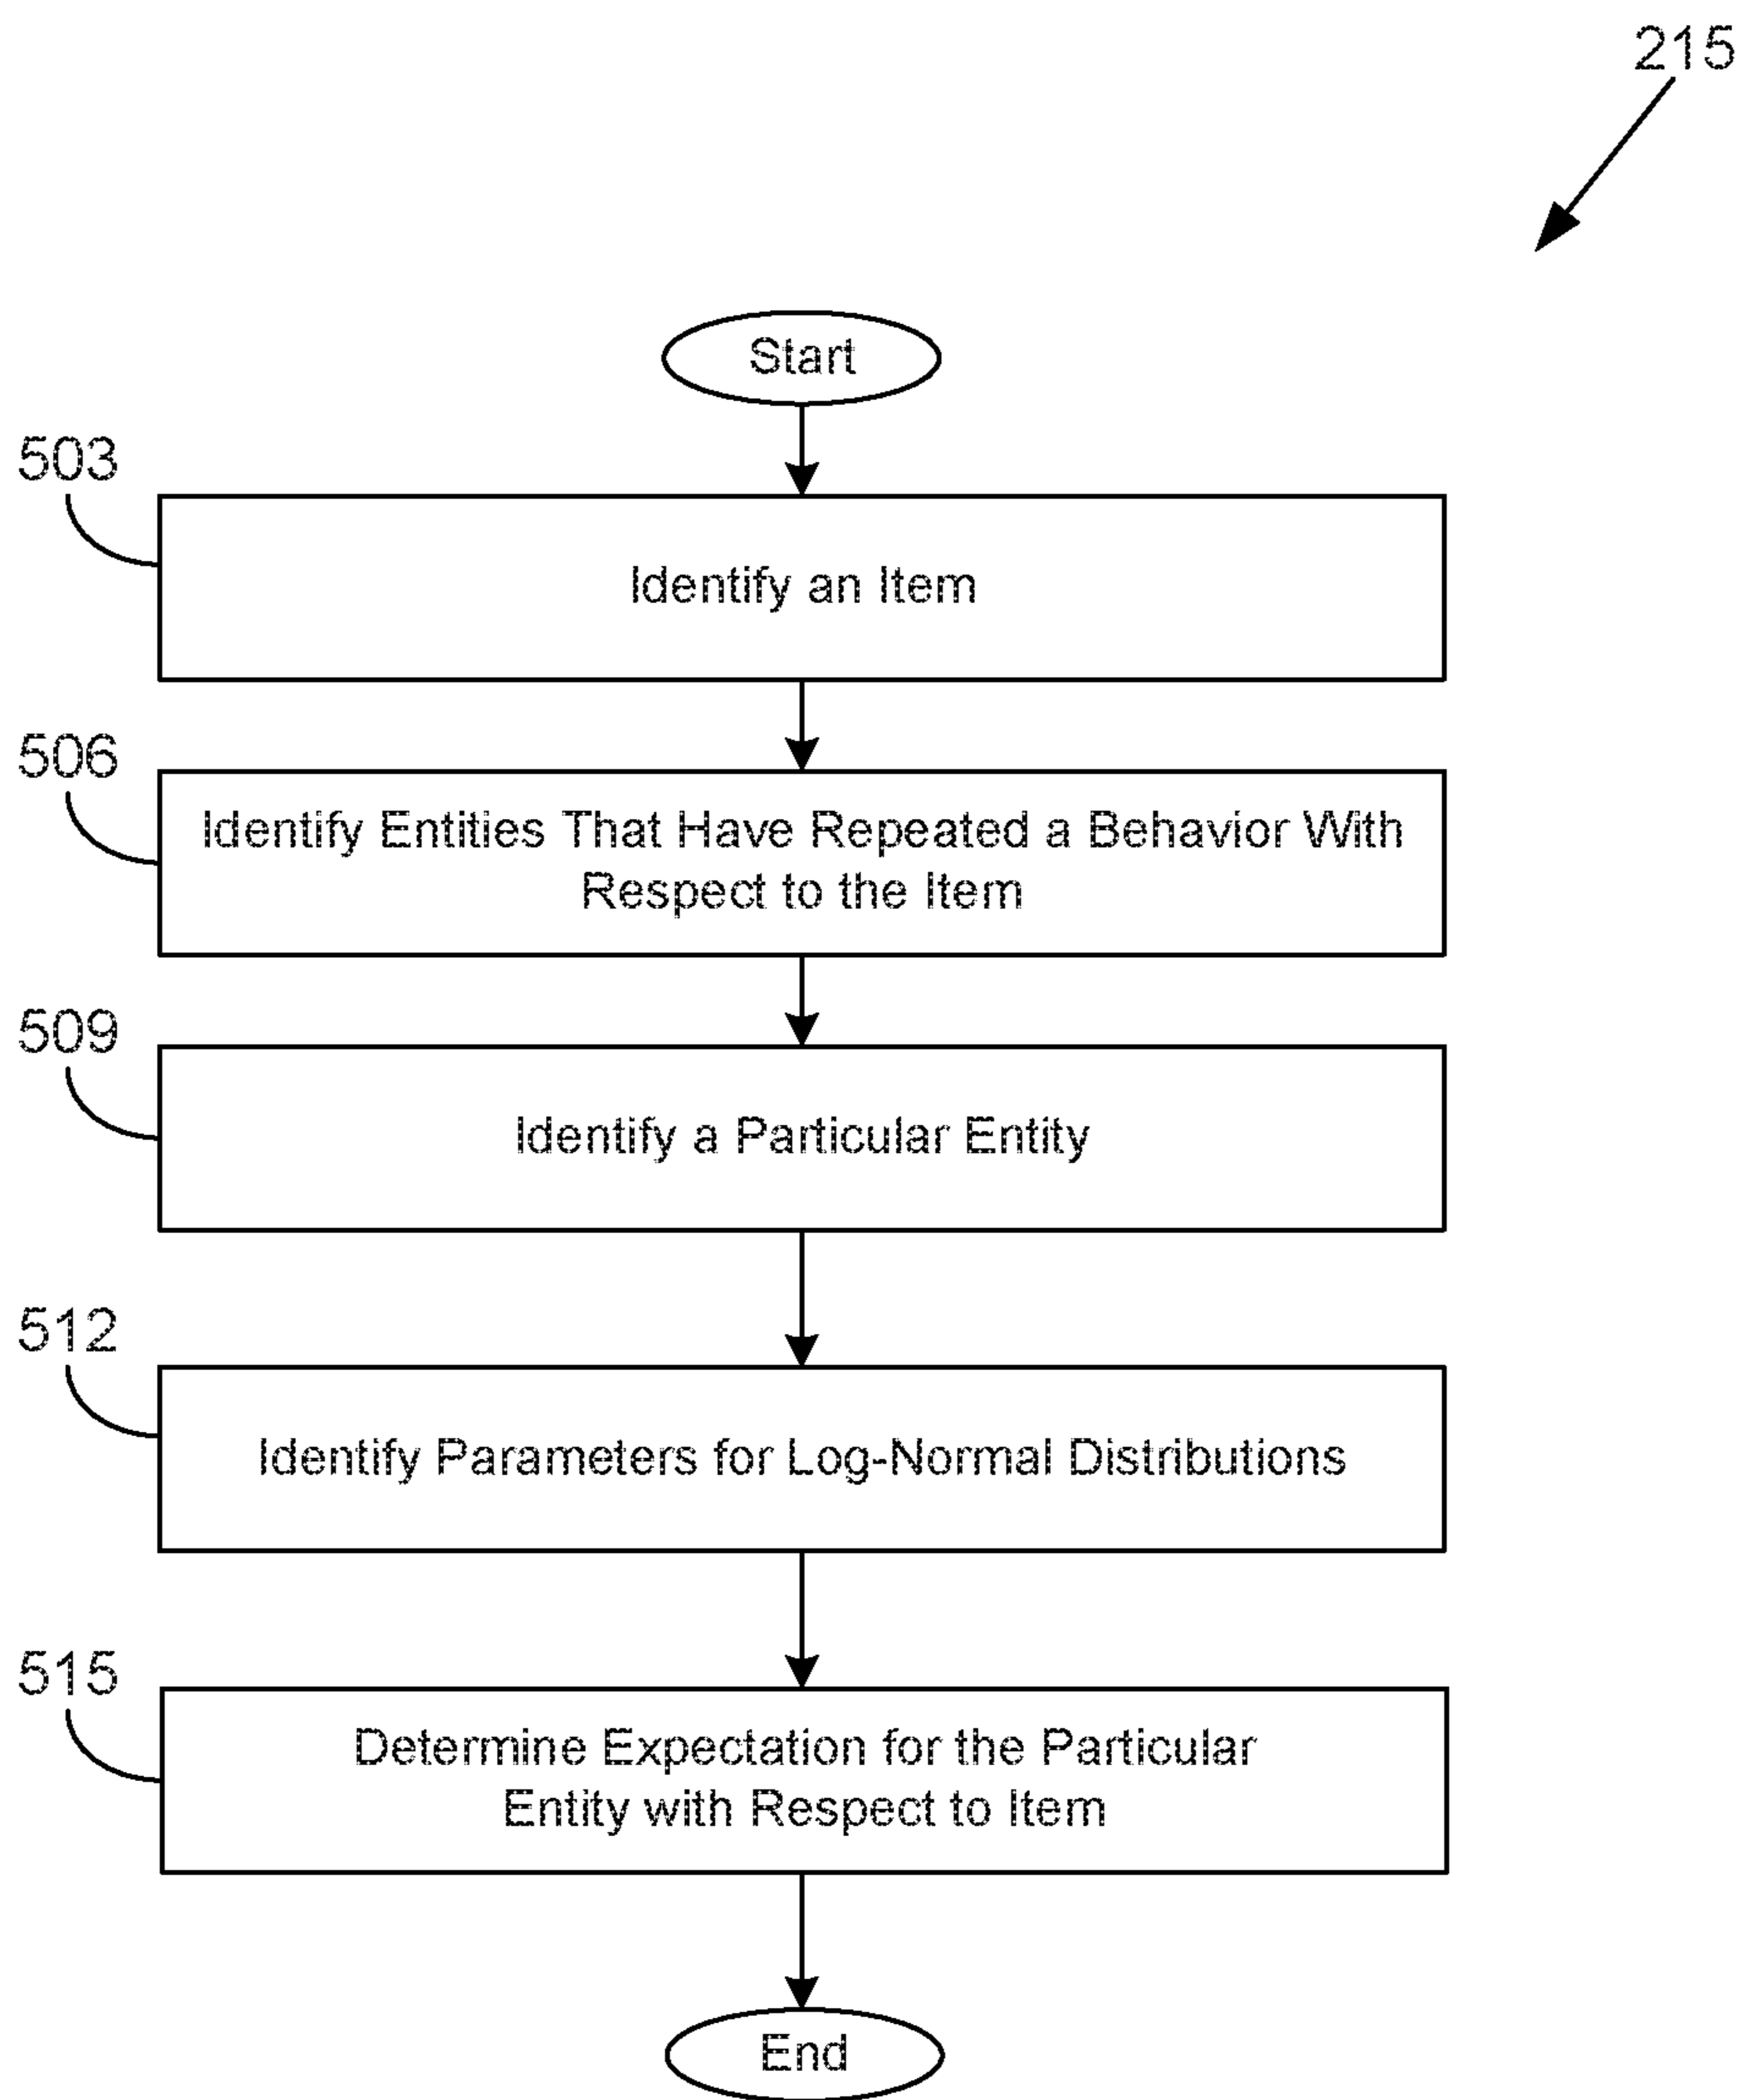 215
Start
503
Identify an Item
506
Identify Entities That Have Repeated a Behavior With
Respect to the Item
509
Identify a Particular Entity
512
Identify Parameters for Log-Normal Distributions
515
Determine Expectation for the Particular
Entity with Respect to Item
End